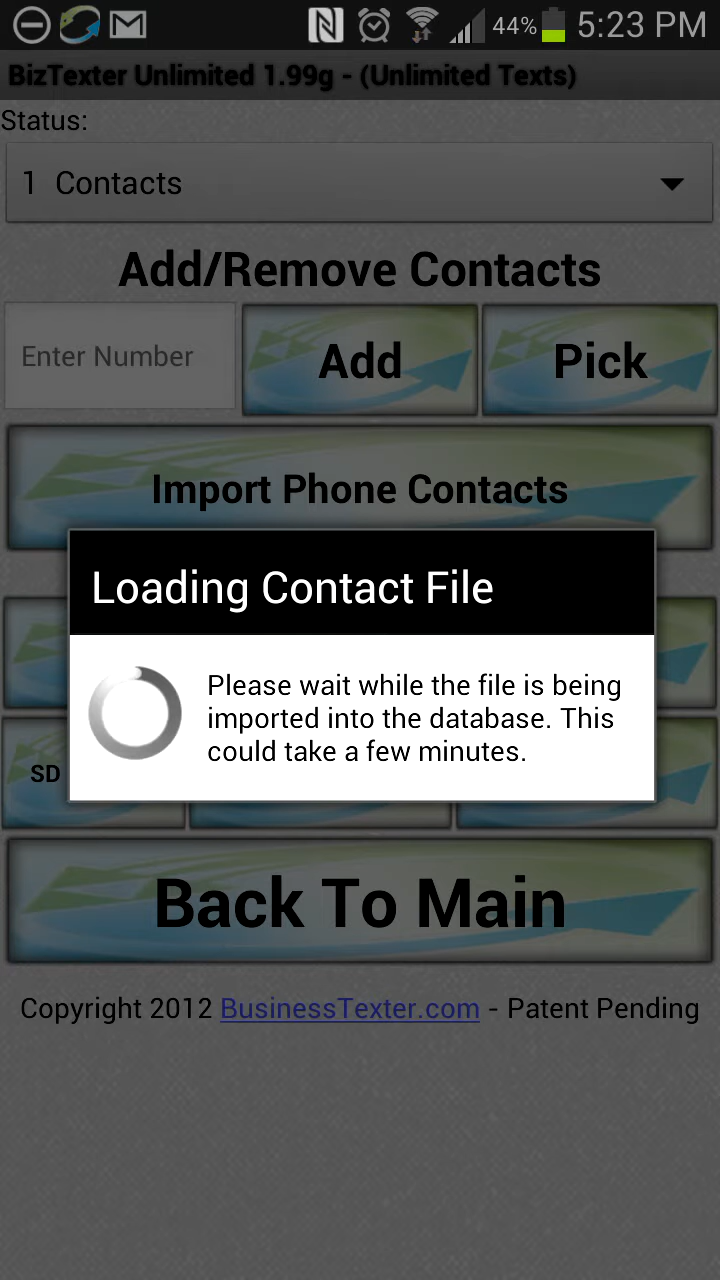 44% 5:23 PM
BizTexter Unlimited 1.99g - (Unlimited Texts)
Status:
1 Contacts
Add/Remove Contacts
Enter Number Add Pick
Import Phone Contacts
Loading Contact File
Please wait while the file is being
imported into the database. This
could take a few minutes.
SD
Back To Main
Copyright 2012 BusinessTexter.com - Patent Pending